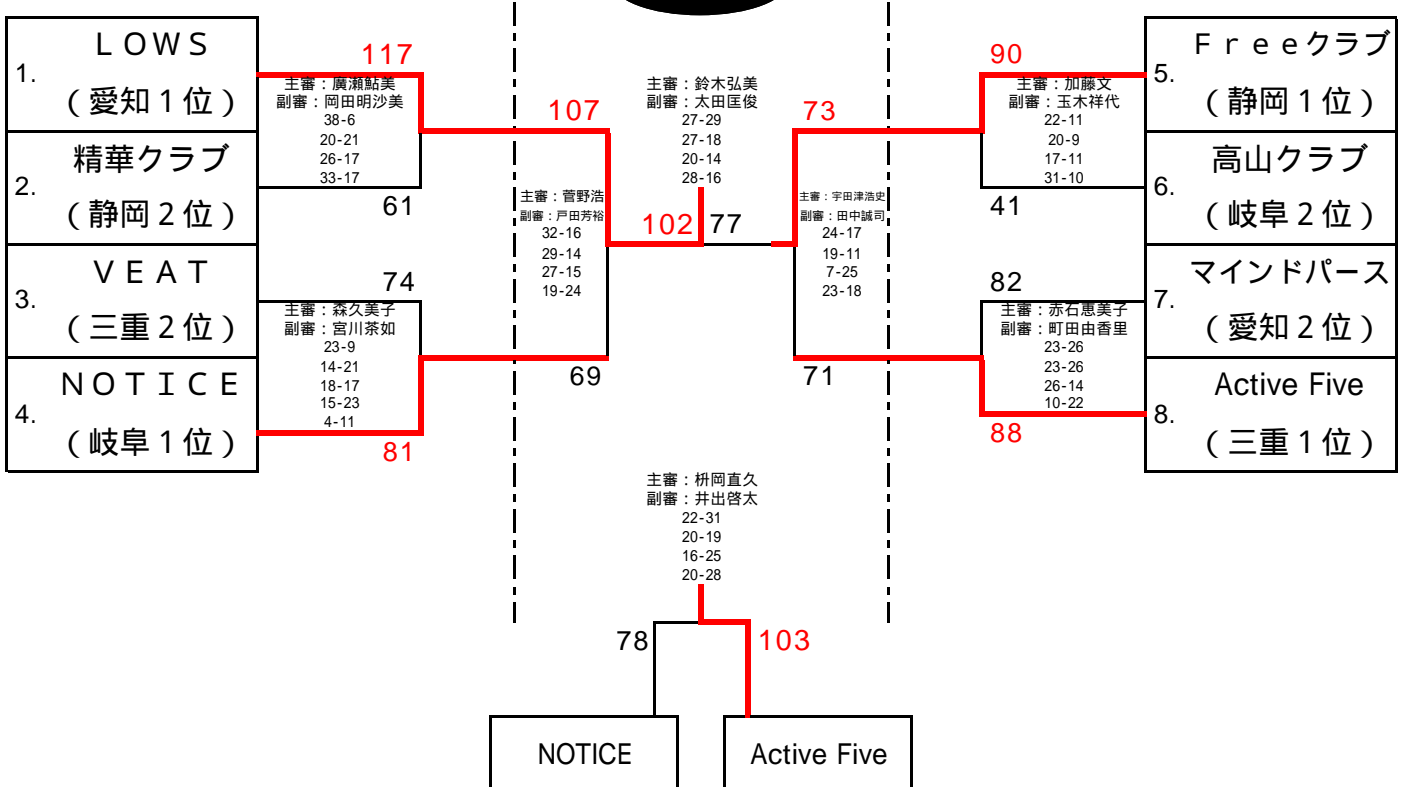 1.
ＬＯＷＳ
（愛知１位）
2.
精華クラブ
（静岡２位）
3.
ＶＥＡＴ
（三重２位）
4.
ＮＯＴＩＣＥ
（岐阜１位）
117
主審：廣瀬鮎美
副審：岡田明沙美
38-6
20-21
26-17
33-17
61
74
主審：森久美子
副審：宮川茶如
23-9
14-21
18-17
15-23
4-11
81
107
主審：菅野浩
副審：戸田芳裕
32-16
29-14
27-15
19-24
69
主審：鈴木弘美
副審：太田匡俊
27-29
27-18
20-14
28-16
102
77
73
主審：宇田津浩史
副審：田中誠司
24-17
19-11
7-25
23-18
71
90
主審：加藤文
副審：玉木祥代
22-11
20-9
17-11
31-10
41
82
主審：赤石恵美子
副審：町田由香里
23-26
23-26
26-14
10-22
88
5.
Ｆｒｅｅクラブ
（静岡１位）
6.
高山クラブ
（岐阜２位）
7.
マインドパース
（愛知２位）
8.
Active Five
（三重１位）
主審：枡岡直久
副審：井出啓太
22-31
20-19
16-25
20-28
78
103
NOTICE
Active Five